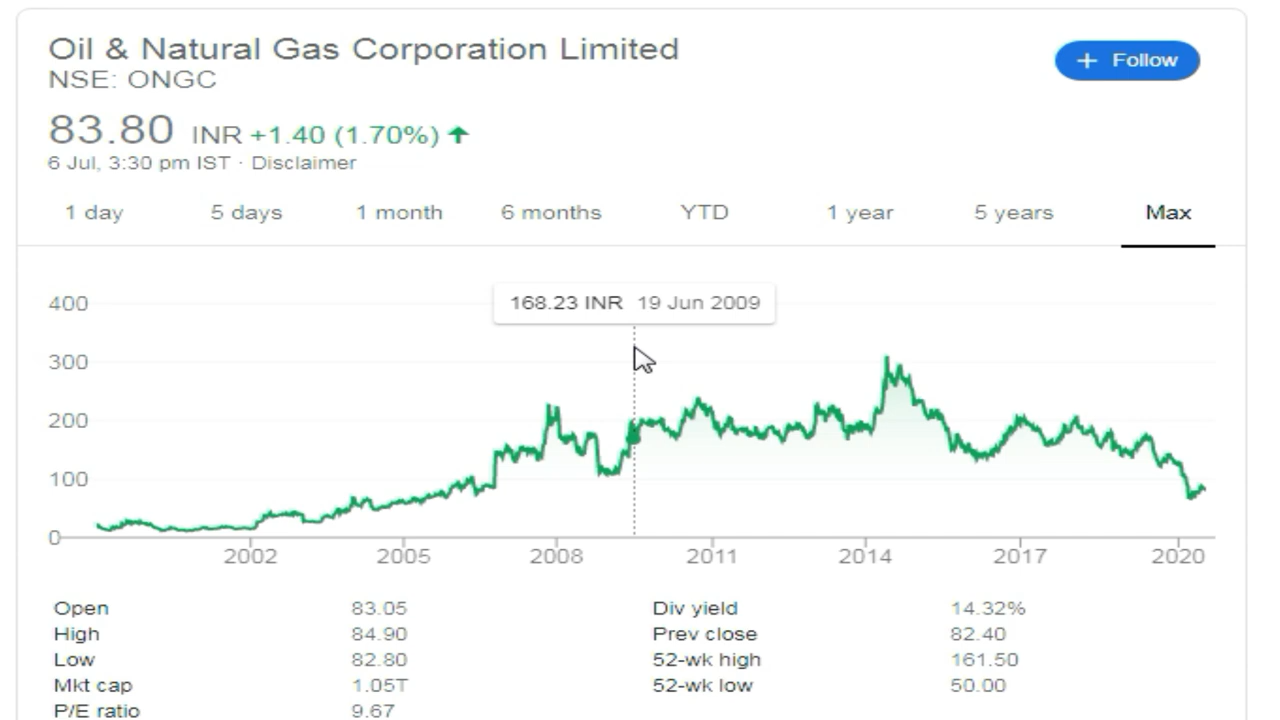 Oil & Natural Gas Corporation Limited
NSE: ONGC
+ Follow
83.80 INR +1.40 (1.70%) ↑
6 Jul, 3:30 pm IST · Disclaimer
1 day 5 days 1 month 6 months YTD 1 year 5 years Max
168.23 INR 19 Jun 2009
400
300
200
100
0
2002 2005 2008 2011 2014 2017 2020
Open 83.05 Div yield 14.32%
High 84.90 Prev close 82.40
Low 82.80 52-wk high 161.50
Mkt cap 1.05T 52-wk low 50.00
P/E ratio 9.67